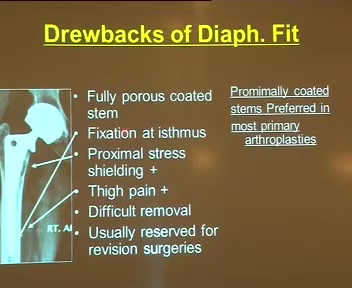 Drewbacks of Diaph. Fit
• Fully porous coated
stem
• Fixation at isthmus
• Proximal stress
shielding +
• Thigh pain +
• Difficult removal
• Usually reserved for
revision surgeries
RT. AI
Promimally coated
stems Preferred in
most primary
arthroplasties